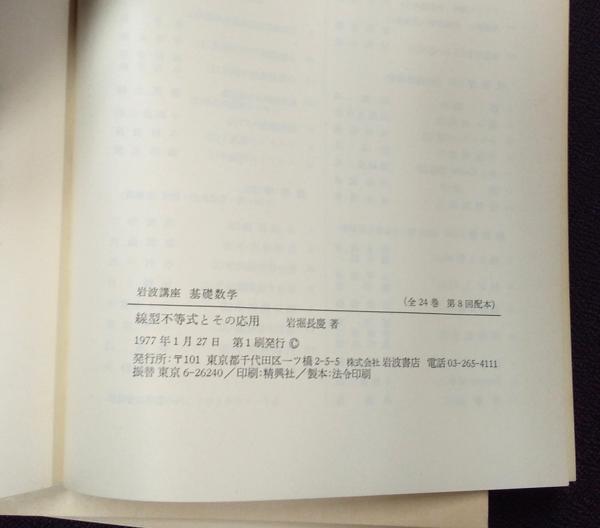 岩波講座 基礎数学
(全24巻 第8回配本)
線型不等式とその応用 岩堀長慶 著
1977年1月27日 第1刷発行 ©
発行所:〒101 東京都千代田区一ツ橋2-5-5 株式会社 岩波書店 電話03-265-4111
振替 東京6-26240/印刷:精興社/製本:法令印刷